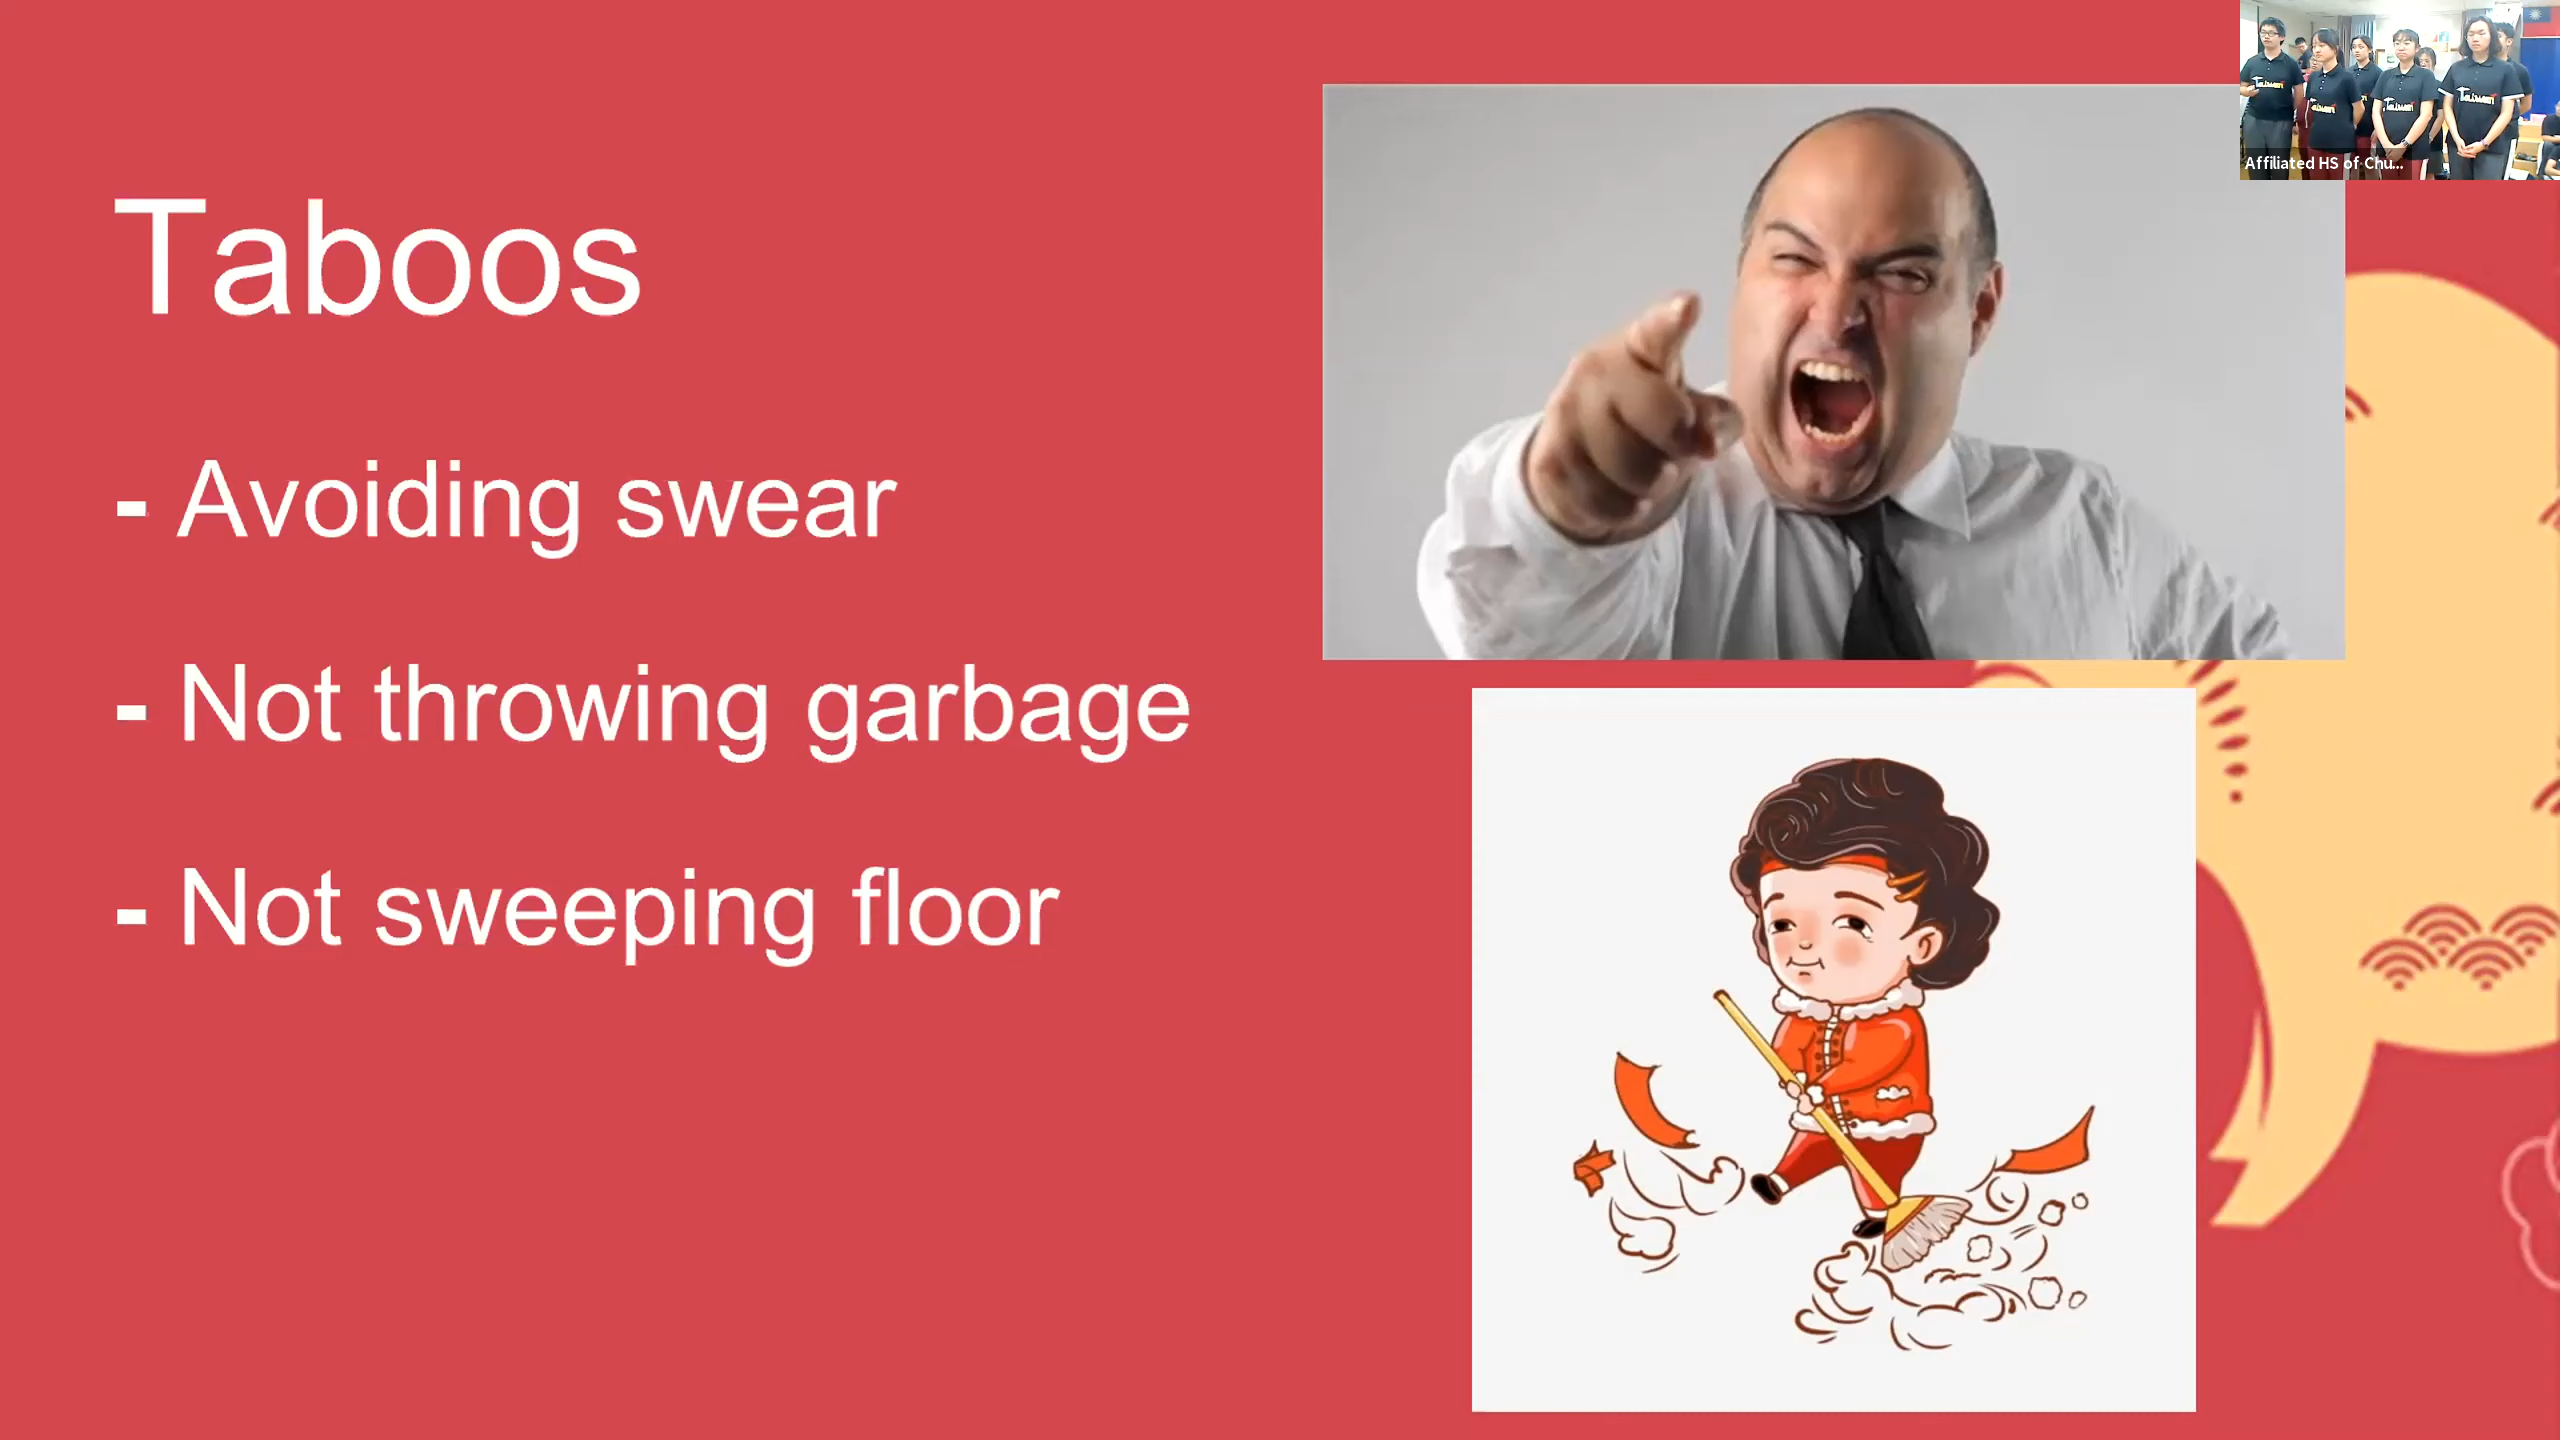 Taboos
- Avoiding swear
- Not throwing garbage
- Not sweeping floor
Affiliated HS of Chu...